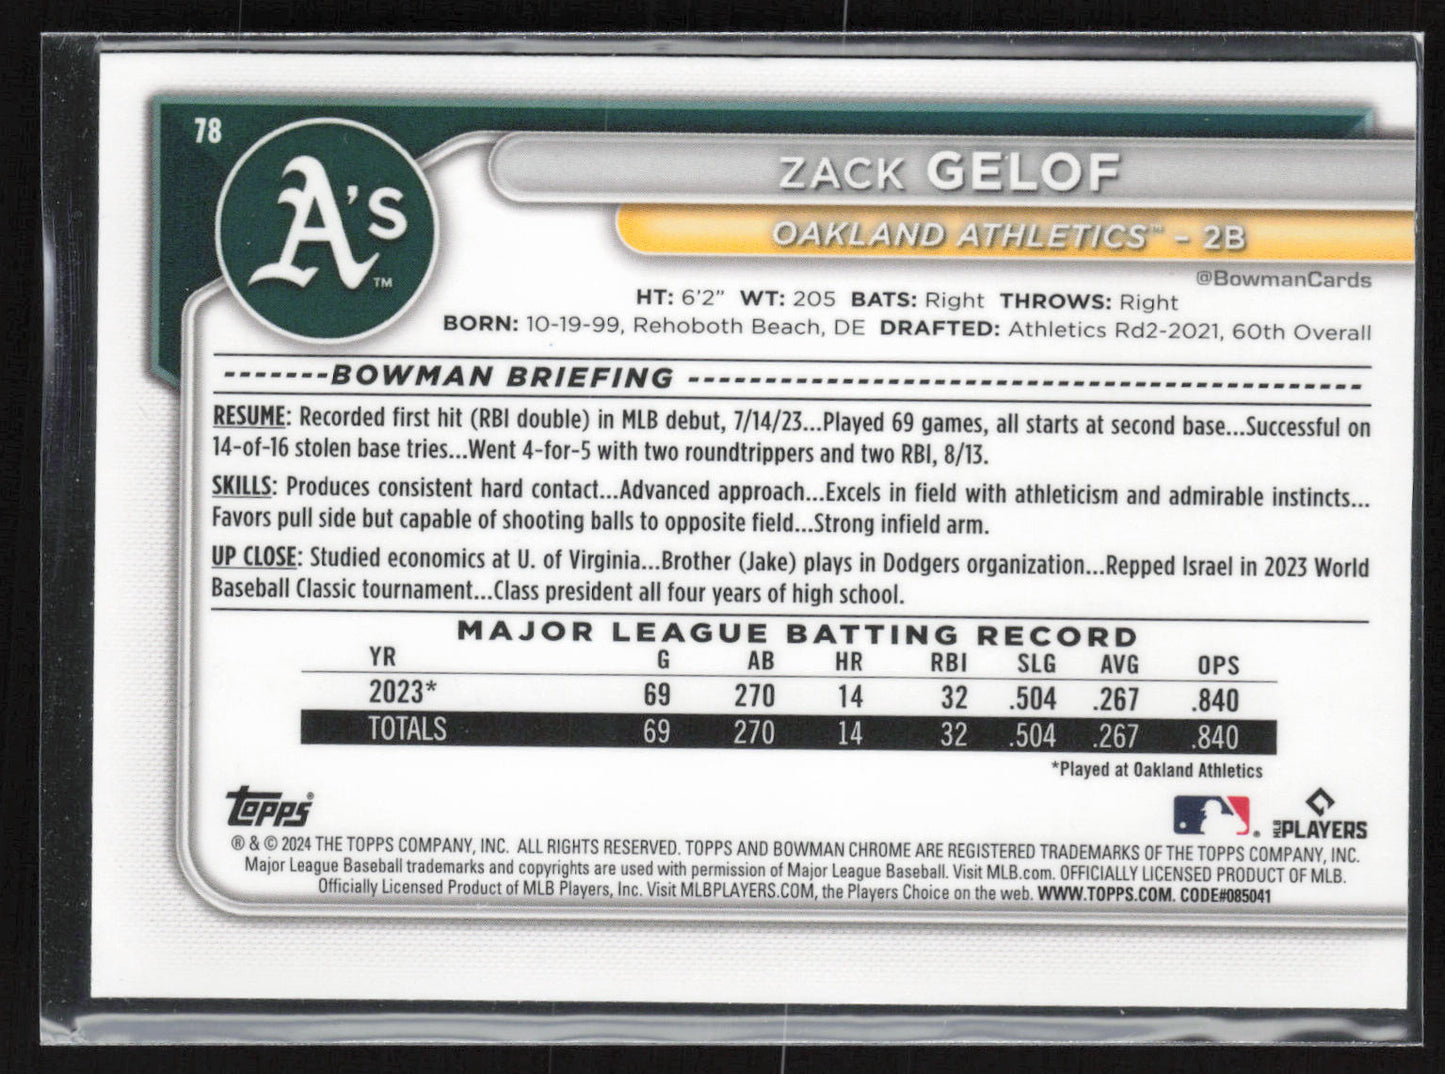 78
A's™
ZACK GELOF
OAKLAND ATHLETICS™ - 2B
@BowmanCards
HT: 6'2" WT: 205 BATS: Right THROWS: Right
BORN: 10-19-99, Rehoboth Beach, DE DRAFTED: Athletics Rd2-2021, 60th Overall
BOWMAN BRIEFING
RESUME: Recorded first hit (RBI double) in MLB debut, 7/14/23...Played 69 games, all starts at second base...Successful on
14-of-16 stolen base tries...Went 4-for-5 with two roundtrippers and two RBI, 8/13.
SKILLS: Produces consistent hard contact...Advanced approach...Excels in field with athleticism and admirable instincts...
Favors pull side but capable of shooting balls to opposite field...Strong infield arm.
UP CLOSE: Studied economics at U. of Virginia...Brother (Jake) plays in Dodgers organization...Repped Israel in 2023 World
Baseball Classic tournament...Class president all four years of high school.
MAJOR LEAGUE BATTING RECORD
YR G AB HR RBI SLG AVG OPS
2023* 69 270 14 32 .504 .267 .840
TOTALS 69 270 14 32 .504 .267 .840
*Played at Oakland Athletics
topps®
® MLB PLAYERS
® & © 2024 THE TOPPS COMPANY, INC. ALL RIGHTS RESERVED. TOPPS AND BOWMAN CHROME ARE REGISTERED TRADEMARKS OF THE TOPPS COMPANY, INC.
Major League Baseball trademarks and copyrights are used with permission of Major League Baseball. Visit MLB.com. OFFICIALLY LICENSED PRODUCT OF MLB.
Officially Licensed Product of MLB Players, Inc. Visit MLBPLAYERS.COM, the Players Choice on the web. WWW.TOPPS.COM. CODE#085041